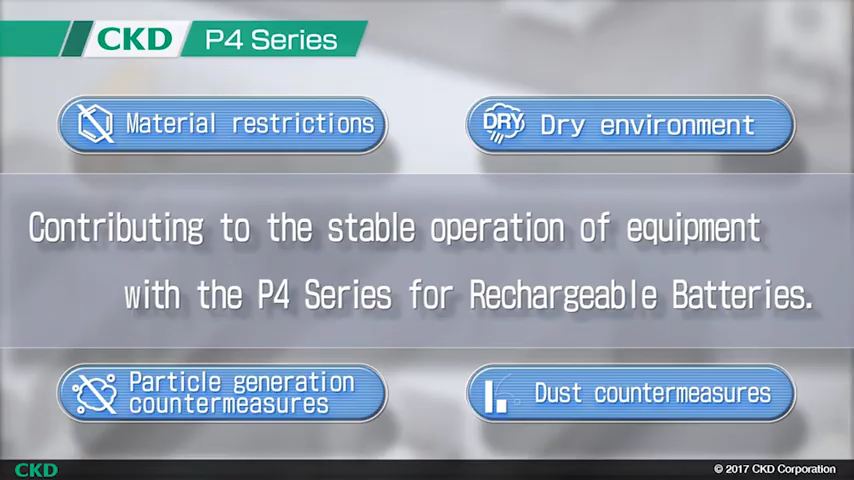 CKD P4 Series
Material restrictions
DRY Dry environment
Contributing to the stable operation of equipment
with the P4 Series for Rechargeable Batteries.
Particle generation
countermeasures
Dust countermeasures
CKD
© 2017 CKD Corporation